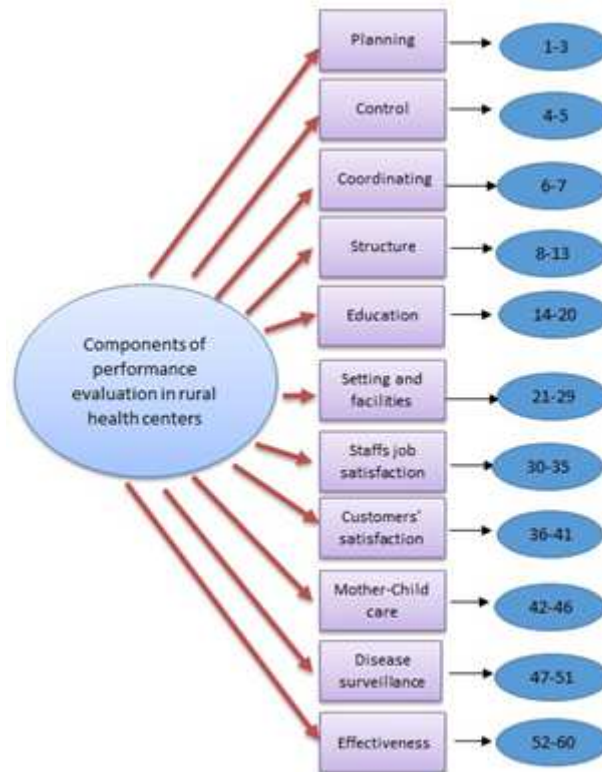 Planning
1-3
Control
4-5
Coordinating
6-7
Structure
8-13
Education
14-20
Components of
performance
evaluation in rural
health centers
Setting and
facilities
21-29
Staffs job
satisfaction
30-35
Customers'
satisfaction
36-41
Mother-Child
care
42-46
Disease
surveillance
47-51
Effectiveness
52-60